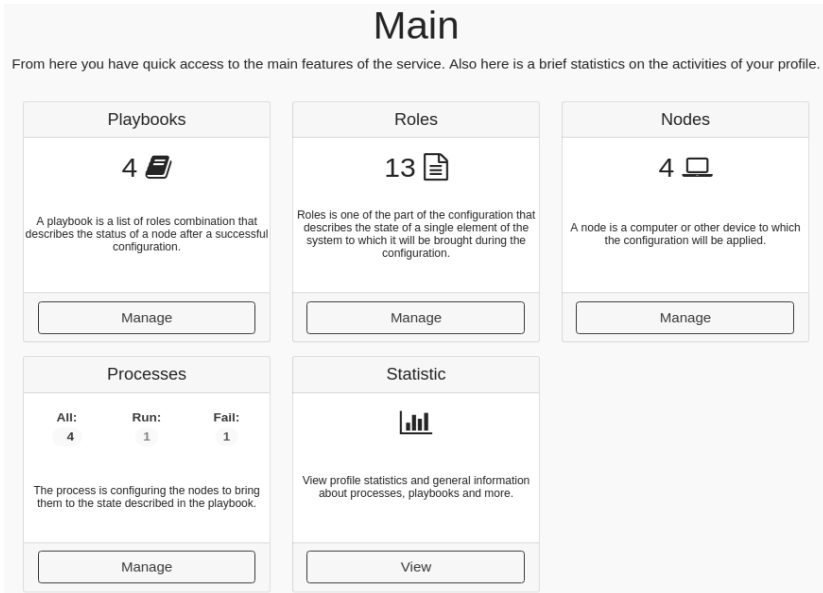 Main
From here you have quick access to the main features of the service. Also here is a brief statistics on the activities of your profile.
Playbooks
4
A playbook is a list of roles combination that
describes the status of a node after a successful
configuration.
Manage
Roles
13
Roles is one of the part of the configuration that
describes the state of a single element of the
system to which it will be brought during the
configuration.
Manage
Nodes
4
A node is a computer or other device to which
the configuration will be applied.
Manage
Processes
All: Run: Fail:
4 1 1
The process is configuring the nodes to bring
them to the state described in the playbook.
Manage
Statistic
View profile statistics and general information
about processes, playbooks and more.
View